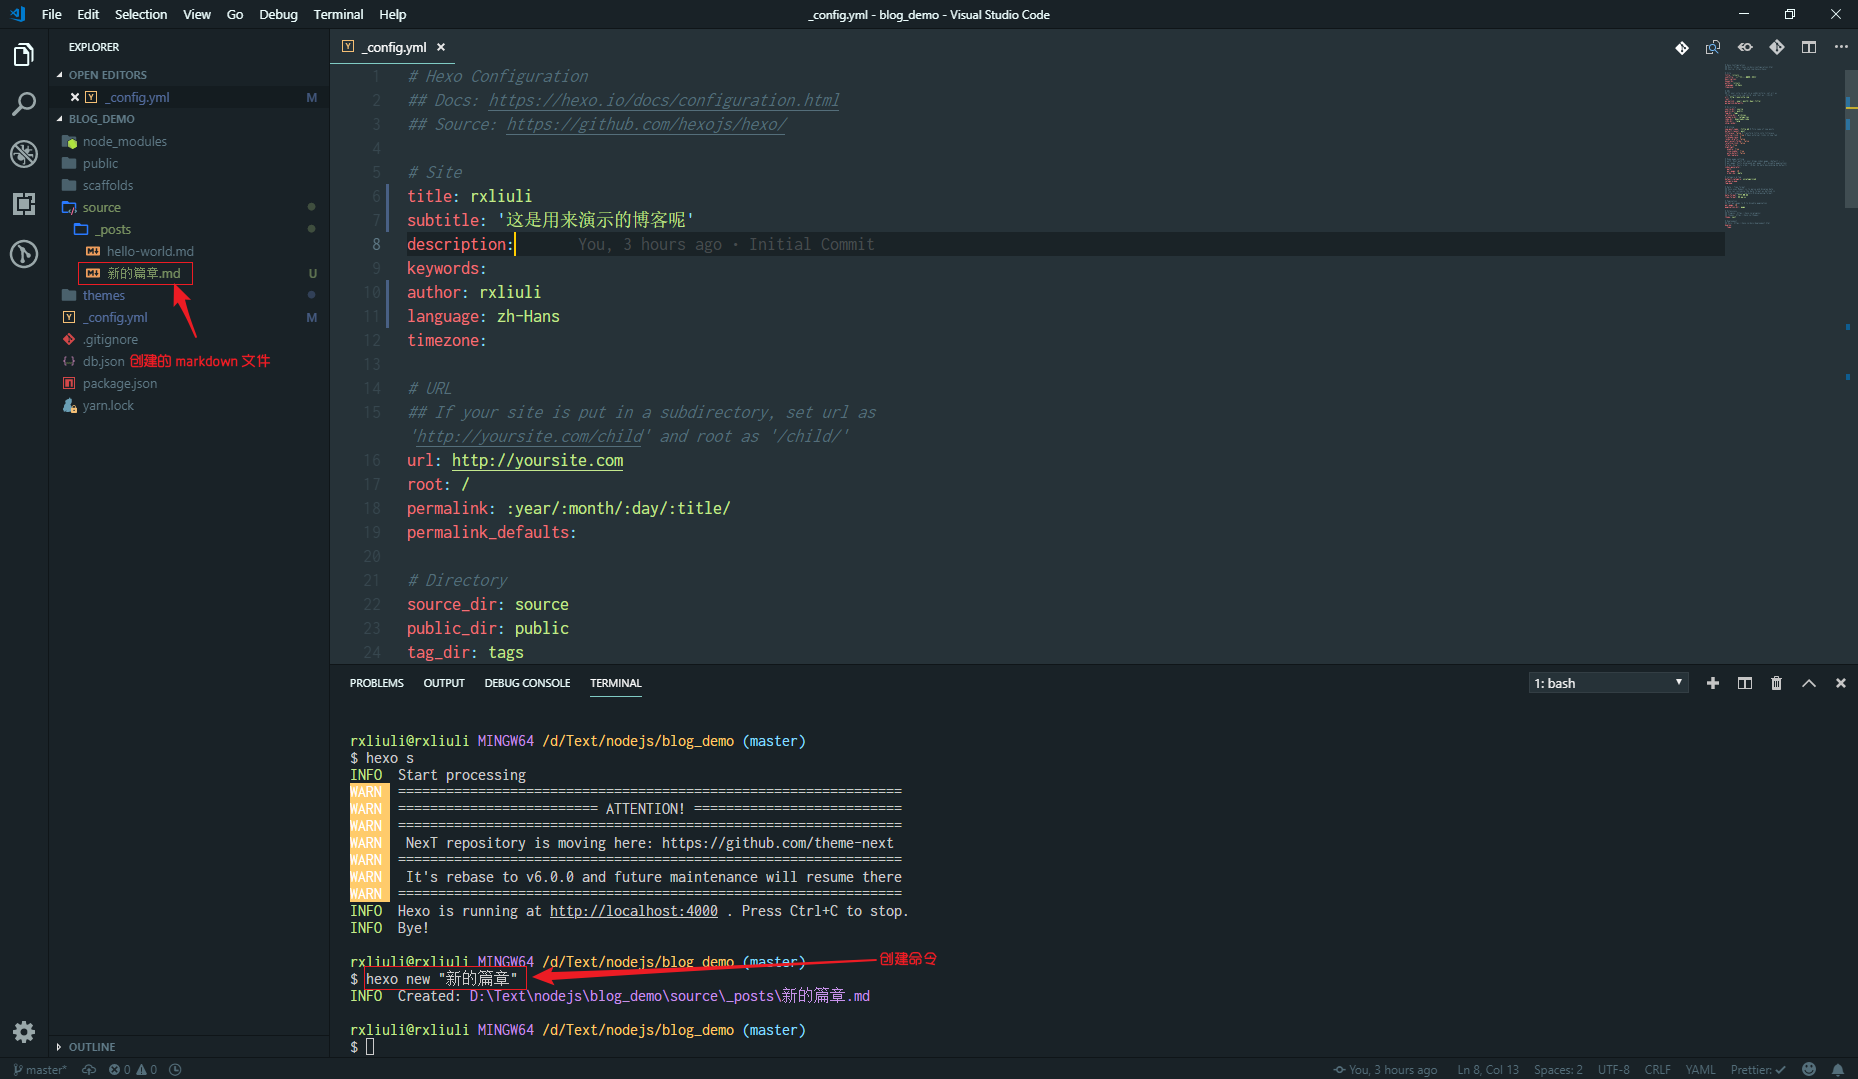 File Edit Selection View Go Debug Terminal Help
_config.yml - blog_demo - Visual Studio Code
EXPLORER
OPEN EDITORS
_config.yml M
BLOG_DEMO
node_modules
public
scaffolds
source
_posts
hello-world.md
新的篇章.md U
themes
_config.yml M
.gitignore
db.json 创建的 markdown 文件
package.json
yarn.lock
OUTLINE
_config.yml
1 # Hexo Configuration
2 ## Docs: https://hexo.io/docs/configuration.html
3 ## Source: https://github.com/hexojs/hexo/
4
5 # Site
6 title: rxliuli
7 subtitle: '这是用来演示的博客呢'
8 description: You, 3 hours ago • Initial Commit
9 keywords:
10 author: rxliuli
11 language: zh-Hans
12 timezone:
13
14 # URL
15 ## If your site is put in a subdirectory, set url as
'http://yoursite.com/child' and root as '/child/'
16 url: http://yoursite.com
17 root: /
18 permalink: :year/:month/:day/:title/
19 permalink_defaults:
20
21 # Directory
22 source_dir: source
23 public_dir: public
24 tag_dir: tags
PROBLEMS OUTPUT DEBUG CONSOLE TERMINAL
1: bash
rxliuli@rxliuli MINGW64 /d/Text/nodejs/blog_demo (master)
$ hexo s
INFO Start processing
WARN ===============================================================
WARN ========================= ATTENTION! ==========================
WARN ===============================================================
WARN NexT repository is moving here: https://github.com/theme-next
WARN ===============================================================
WARN It's rebase to v6.0.0 and future maintenance will resume there
WARN ===============================================================
INFO Hexo is running at http://localhost:4000 . Press Ctrl+C to stop.
INFO Bye!
rxliuli@rxliuli MINGW64 /d/Text/nodejs/blog_demo (master)
创建命令
$ hexo new "新的篇章"
INFO Created: D:\Text\nodejs\blog_demo\source\_posts\新的篇章.md
rxliuli@rxliuli MINGW64 /d/Text/nodejs/blog_demo (master)
$
master* 0 0
You, 3 hours ago Ln 8, Col 13 Spaces: 2 UTF-8 CRLF YAML Prettier: ✓